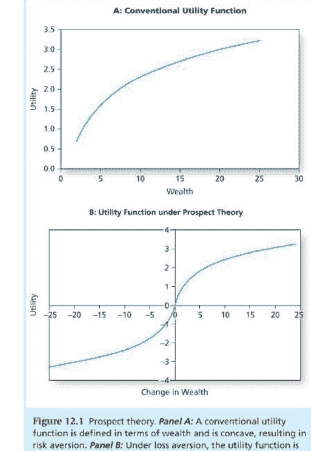 A: Conventional Utility Function
3.5
3.0
2.5
2.0
1.5
1.0
0.5
0.0
Utility
0 5 10 15 20 25 30
Wealth
B: Utility Function under Prospect Theory
4
3
2
1
0
-1
-2
-3
-4
Utility
-25 -20 -15 -10 -5 0 5 10 15 20 25
Change in Wealth
Figure 12.1 Prospect theory. Panel A: A conventional utility
function is defined in terms of wealth and is concave, resulting in
risk aversion. Panel B: Under loss aversion, the utility function is